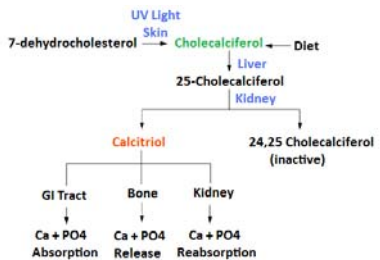 UV Light
Skin
7-dehydrocholesterol
Cholecalciferol
Diet
Liver
25-Cholecalciferol
Kidney
Calcitriol
24,25 Cholecalciferol
(inactive)
GI Tract
Bone
Kidney
Ca + PO4
Absorption
Ca + PO4
Release
Ca + PO4
Reabsorption